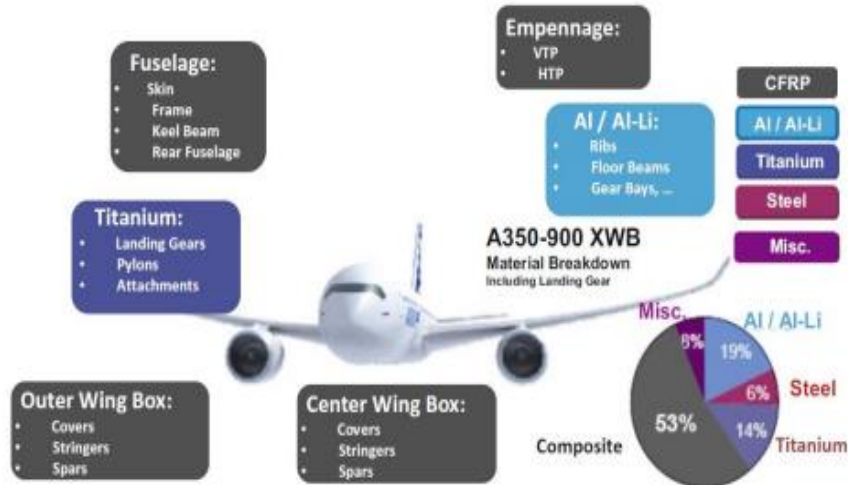 Fuselage:
• Skin
• Frame
• Keel Beam
• Rear Fuselage
Empennage:
• VTP
• HTP
Al / Al-Li:
• Ribs
• Floor Beams
• Gear Bays, ...
CFRP
Al / Al-Li
Titanium
Steel
Misc.
Titanium:
• Landing Gears
• Pylons
• Attachments
A350-900 XWB
Material Breakdown
Including Landing Gear
Outer Wing Box:
• Covers
• Stringers
• Spars
Center Wing Box:
• Covers
• Stringers
• Spars
Misc.
Al / Al-Li
19%
Steel
6%
Titanium
14%
Composite
53%
8%